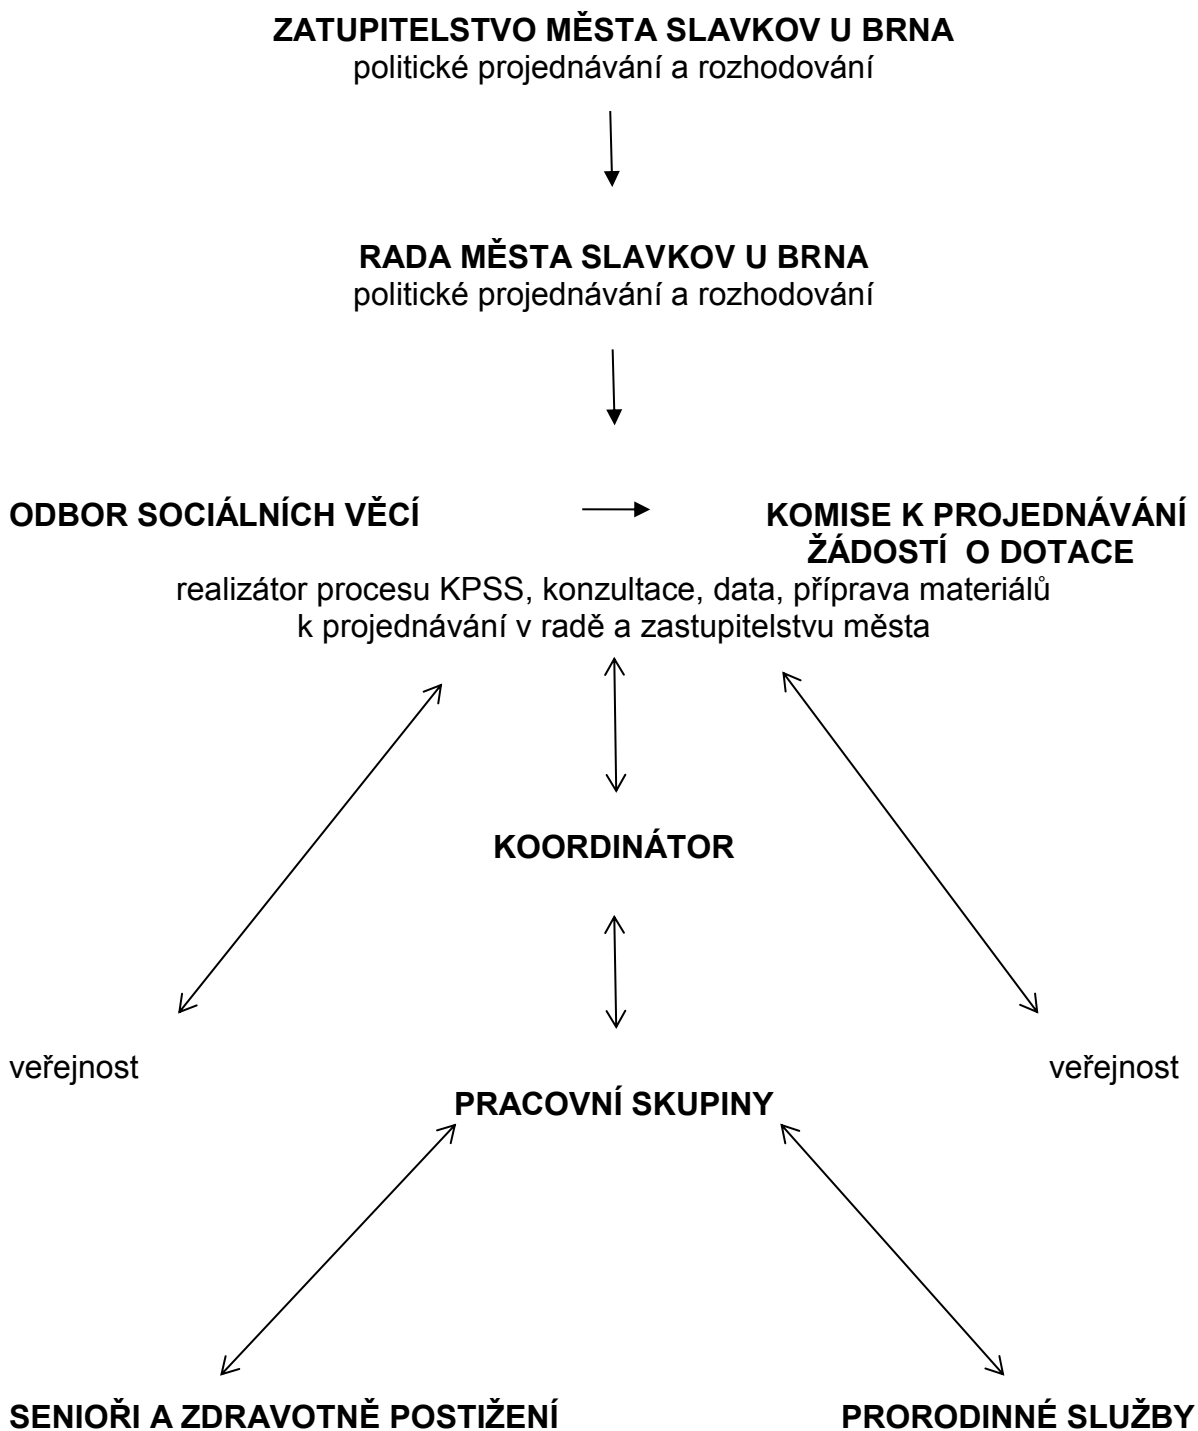 ZATUPITELSTVO MĚSTA SLAVKOV U BRNA
politické projednávání a rozhodování
RADA MĚSTA SLAVKOV U BRNA
politické projednávání a rozhodování
ODBOR SOCIÁLNÍCH VĚCÍ KOMISE K PROJEDNÁVÁNÍ
ŽÁDOSTÍ O DOTACE
realizátor procesu KPSS, konzultace, data, příprava materiálů
k projednávání v radě a zastupitelstvu města
KOORDINÁTOR
veřejnost veřejnost
PRACOVNÍ SKUPINY
SENIOŘI A ZDRAVOTNĚ POSTIŽENÍ PRORODINNÉ SLUŽBY